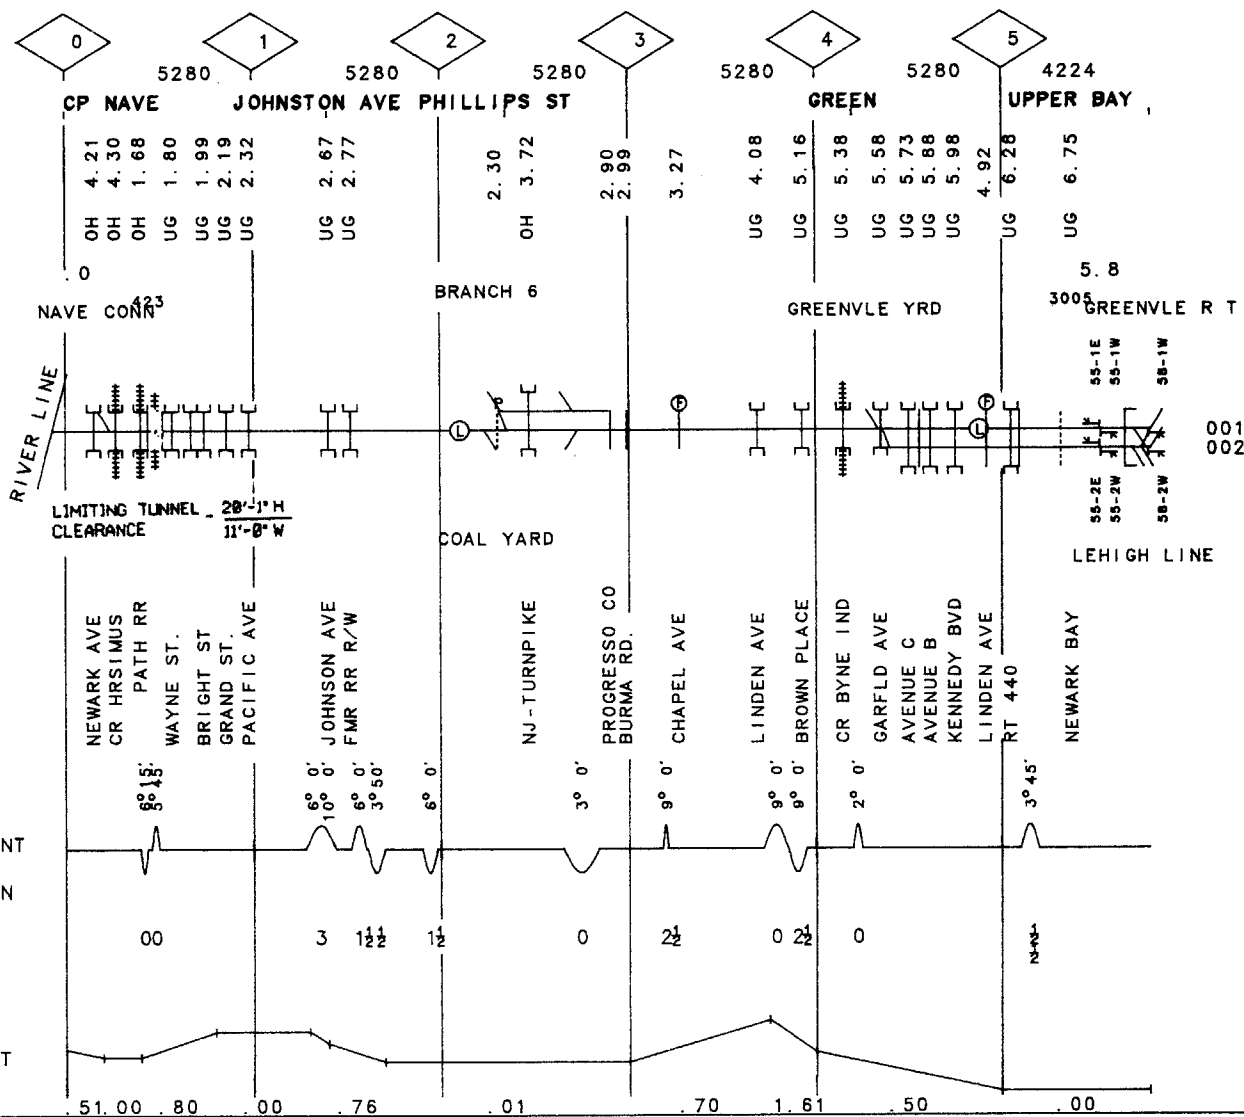 0 1 2 3 4 5
5280 5280 5280 5280 5280 4224
CP NAVE JOHNSTON AVE PHILLIPS ST GREEN UPPER BAY
OH 4.21
OH 4.30
OH 1.68
UG 1.80
UG 1.99
UG 2.19
UG 2.32
UG 2.67
UG 2.77
2.30
OH 3.72
2.90
2.99
3.27
UG 4.08
UG 5.16
UG 5.38
UG 5.58
UG 5.73
UG 5.88
UG 5.98
4.92
UG 6.28
UG 6.75
.0
5.8
BRANCH 6
423
3005
NAVE CONN
GREENVLE YRD
GREENVLE R T
RIVER LINE
55-1E
55-1W
58-1W
P
F
F
L
L
001
002
55-2E
55-2W
58-2W
LIMITING TUNNEL - 20'-1" H
CLEARANCE 11'-0" W
COAL YARD
LEHIGH LINE
NEWARK AVE
CR HRSIMUS
PATH RR
WAYNE ST.
BRIGHT ST
GRAND ST.
PACIFIC AVE
JOHNSON AVE
FMR RR R/W
NJ-TURNPIKE
PROGRESSO CO
BURMA RD.
CHAPEL AVE
LINDEN AVE
BROWN PLACE
CR BYNE IND
GARFLD AVE
AVENUE C
AVENUE B
KENNEDY BVD
LINDEN AVE
RT 440
NEWARK BAY
6° 15'
5° 45'
6° 0'
10° 0'
6° 0'
3° 50'
6° 0'
3° 0'
9° 0'
9° 0'
9° 0'
2° 0'
3° 45'
NT
N
00 3 1½½ 1½ 0 2½ 0 2½ 0
T
.51.00 .80 .00 .76 .01 .70 1.61 .50 .00